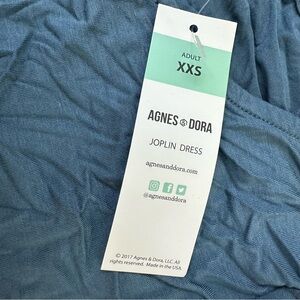 ADULT
XXS
AGNES & DORA
JOPLIN DRESS
agnesanddora.com
@agnesanddora
© 2017 Agnes & Dora, LLC. All
rights reserved. Made in the USA.